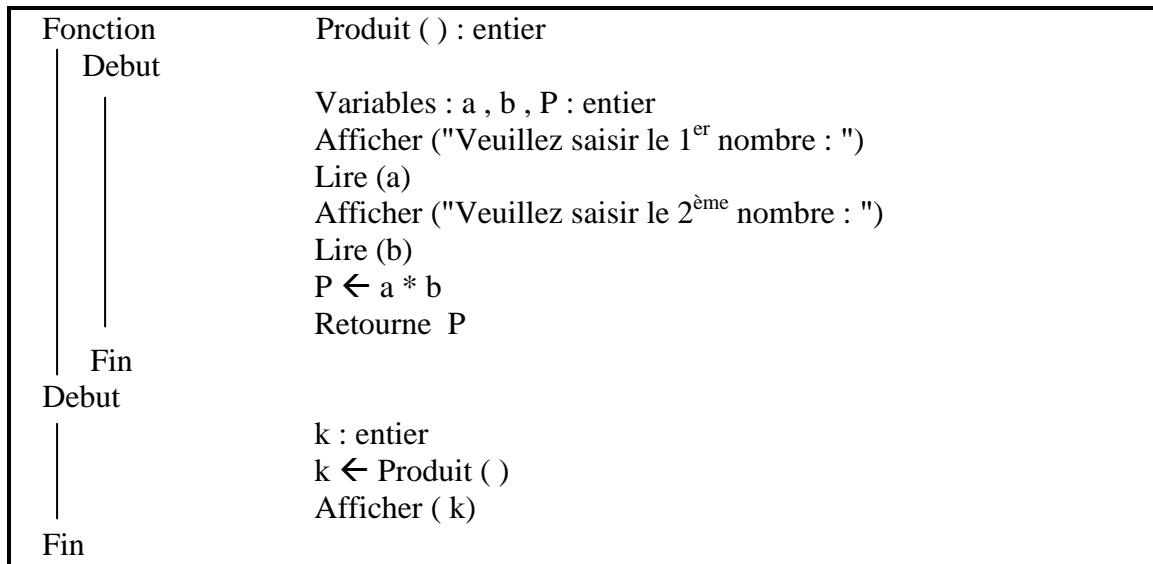 Fonction Produit ( ) : entier
Debut
Variables : a , b , P : entier
Afficher ("Veuillez saisir le 1er nombre : ")
Lire (a)
Afficher ("Veuillez saisir le 2ème nombre : ")
Lire (b)
P ← a * b
Retourne P
Fin
Debut
k : entier
k ← Produit ( )
Afficher ( k)
Fin